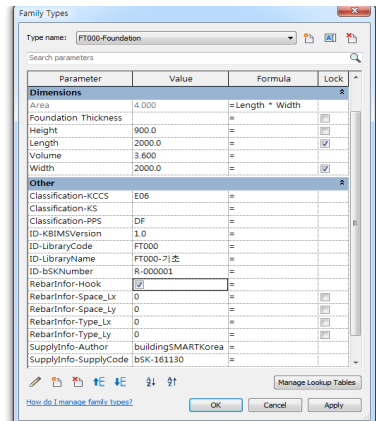 Family Types
Type name: FT000-Foundation
Search parameters
Parameter Value Formula Lock
Dimensions
Area 4.000 =Length * Width
Foundation Thickness =
Height 900.0 =
Length 2000.0 =
Volume 3.600 =
Width 2000.0 =
Other
Classification-KCCS E06 =
Classification-KS =
Classification-PPS DF =
ID-KBIMSVersion 1.0 =
ID-LibraryCode FT000 =
ID-LibraryName FT000-기초 =
ID-bSKNumber R-000001 =
RebarInfor-Hook =
RebarInfor-Space_Lx 0 =
RebarInfor-Space_Ly 0 =
RebarInfor-Type_Lx 0 =
RebarInfor-Type_Ly 0 =
SupplyInfo-Author buildingSMARTKorea =
SupplyInfo-SupplyCode bSK-161130 =
Manage Lookup Tables
How do I manage family types?
OK Cancel Apply